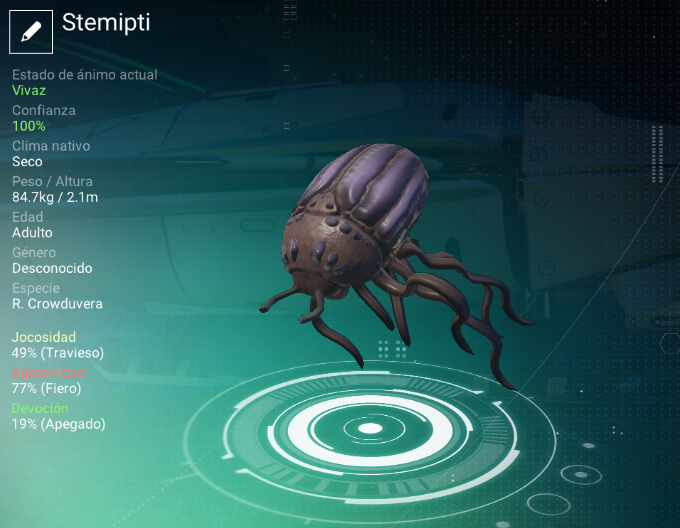 Stemipti
Estado de ánimo actual
Vivaz
Confianza
100%
Clima nativo
Seco
Peso / Altura
84.7kg / 2.1m
Edad
Adulto
Género
Desconocido
Especie
R. Crowduvera
Jocosidad
49% (Travieso)
Agresividad
77% (Fiero)
Devoción
19% (Apegado)